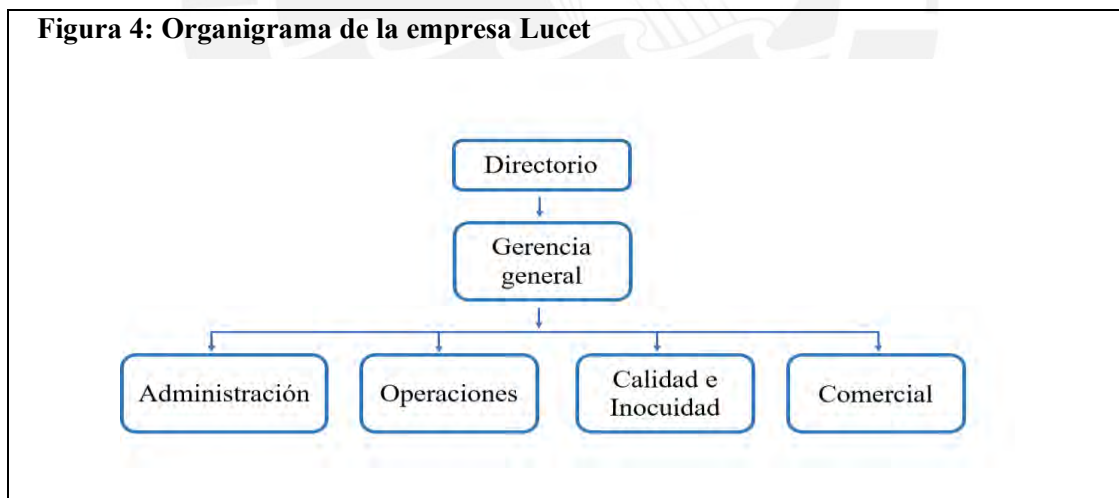 Figura 4: Organigrama de la empresa Lucet
Directorio
Gerencia
general
Administración
Operaciones
Calidad e
Inocuidad
Comercial